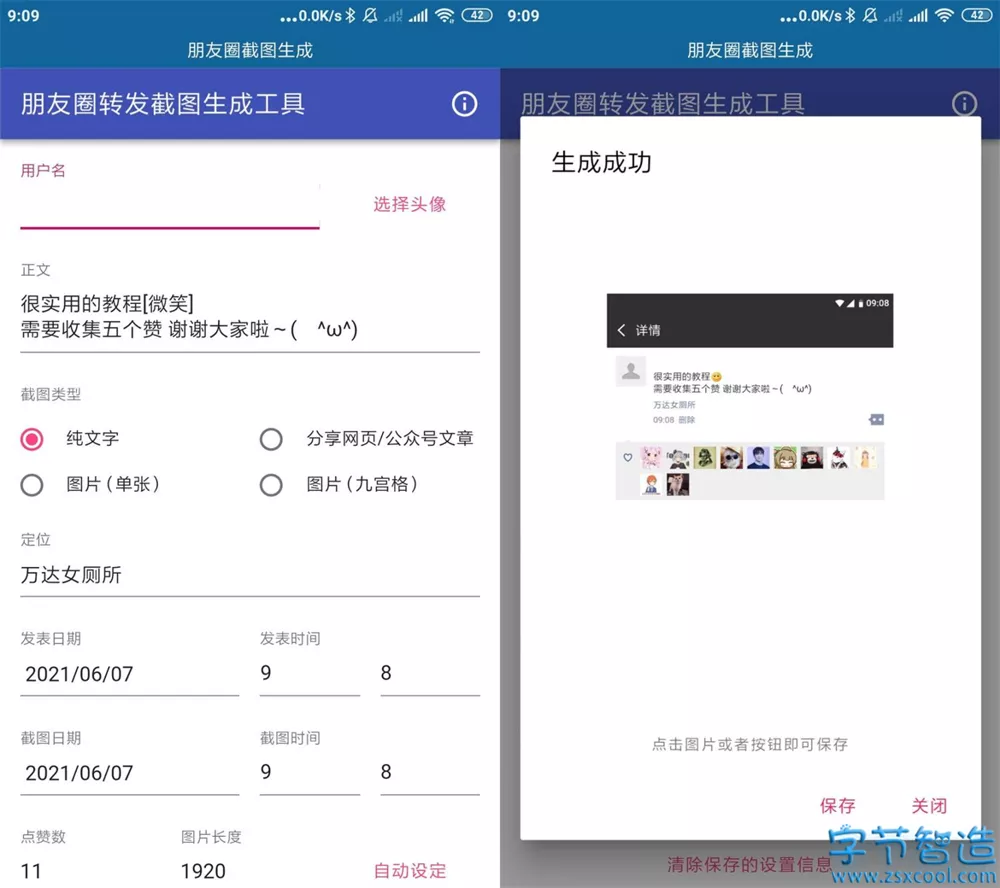 9:09
...0.0K/s
42
朋友圈截图生成
朋友圈转发截图生成工具
用户名
选择头像
正文
很实用的教程[微笑]
需要收集五个赞 谢谢大家啦～( ^ω^)
截图类型
纯文字
分享网页/公众号文章
图片(单张)
图片(九宫格)
定位
万达女厕所
发表日期
发表时间
2021/06/07
9
8
截图日期
截图时间
2021/06/07
9
8
点赞数
图片长度
11
1920
自动设定
9:09
...0.0K/s
42
朋友圈截图生成
朋友圈转发截图生成工具
生成成功
09:08
详情
很实用的教程
需要收集五个赞 谢谢大家啦～( ^ω^)
万达女厕所
09:08 删除
点击图片或者按钮即可保存
保存
关闭
清除保存的设置信息
字节智造
www.zsxcool.com